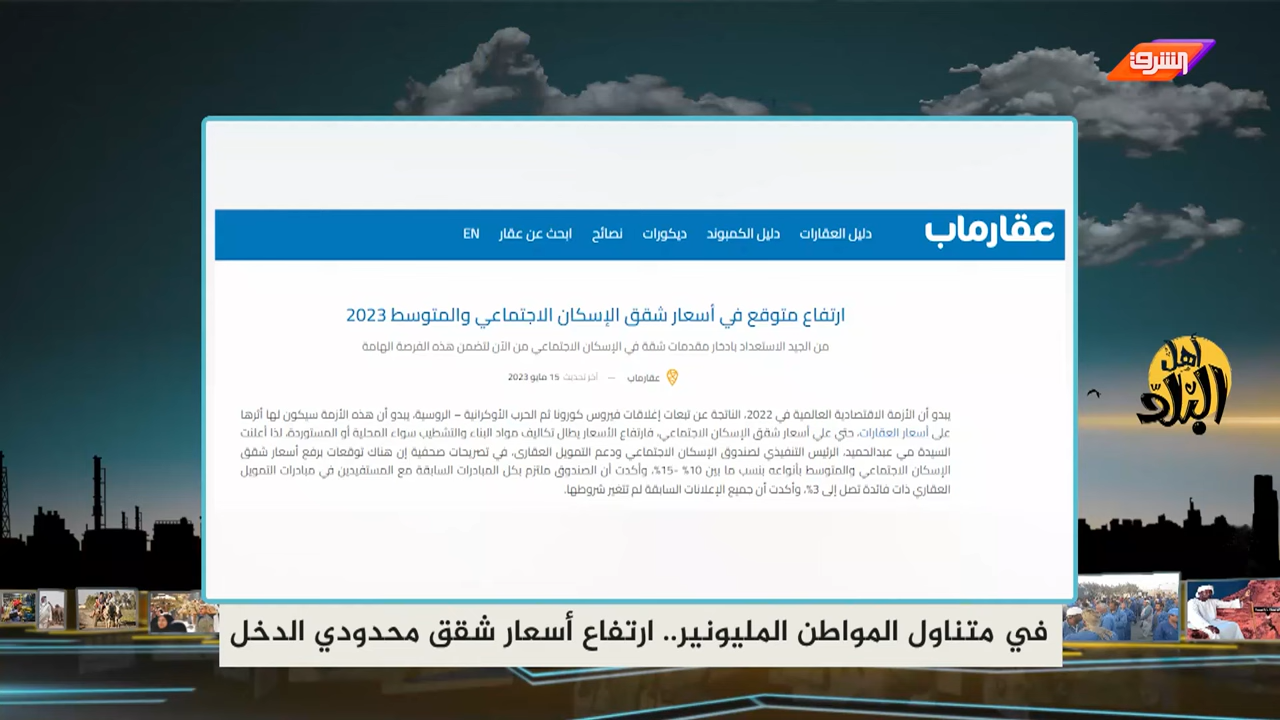 الشرق
عقارماب
دليل العقارات
دليل الكمبوند
ديكورات
نصائح
ابحث عن عقار
EN
ارتفاع متوقع في أسعار شقق الإسكان الاجتماعي والمتوسط 2023
من الجيد الاستعداد بادخار مقدمات شقة في الإسكان الاجتماعي من الآن لتضمن هذه الفرصة الهامة
عقارماب — آخر تحديث 15 مايو 2023
يبدو أن الأزمة الاقتصادية العالمية في 2022، الناتجة عن تبعات إغلاقات فيروس كورونا ثم الحرب الأوكرانية – الروسية، يبدو أن هذه الأزمة سيكون لها أثرها
على أسعار العقارات، حتي علي أسعار شقق الإسكان الاجتماعي، فارتفاع الأسعار يطال تكاليف مواد البناء والتشطيب سواء المحلية أو المستوردة، لذا أعلنت
السيدة مي عبدالحميد، الرئيس التنفيذي لصندوق الإسكان الاجتماعي ودعم التمويل العقارى، في تصريحات صحفية إن هناك توقعات برفع أسعار شقق
الإسكان الاجتماعي والمتوسط بأنواعه بنسب ما بين 10% -15%، وأكدت أن الصندوق ملتزم بكل المبادرات السابقة مع المستفيدين في مبادرات التمويل
العقاري ذات فائدة تصل إلى 3%، وأكدت أن جميع الإعلانات السابقة لم تتغير شروطها.
أهل
البلد
في متناول المواطن المليونير.. ارتفاع أسعار شقق محدودي الدخل